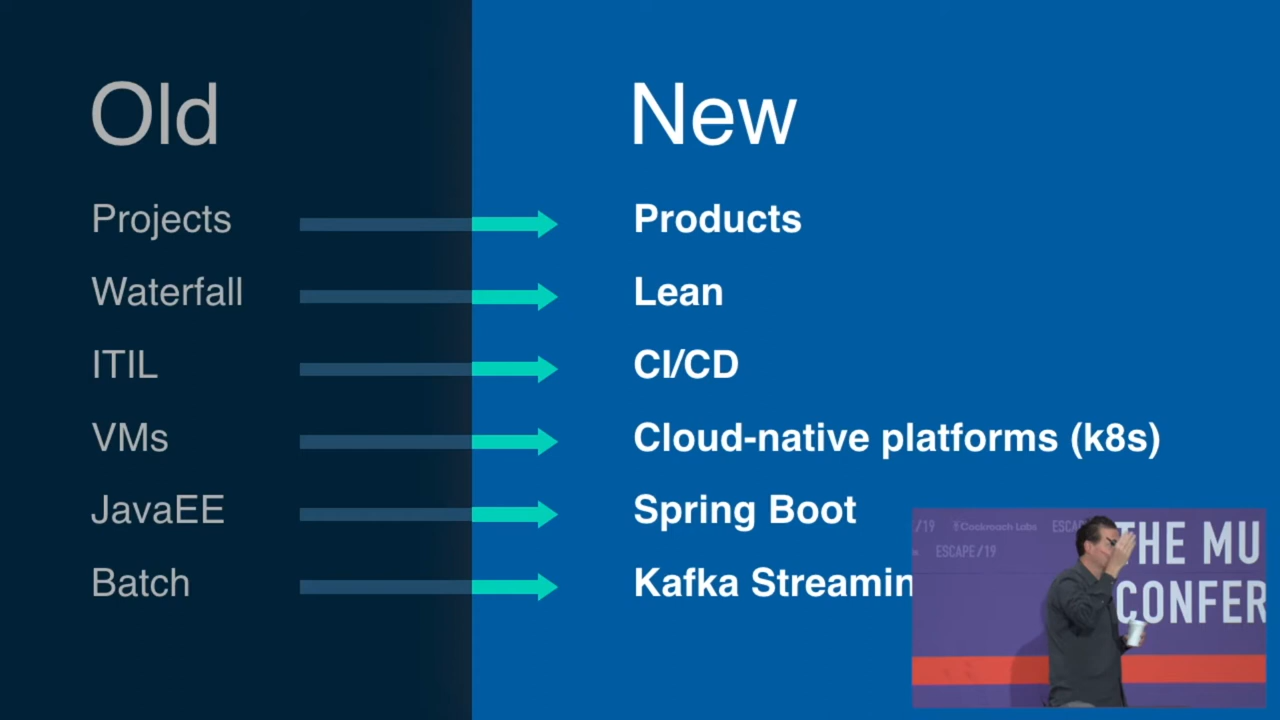 Old
New
Projects
Products
Waterfall
Lean
ITIL
CI/CD
VMs
Cloud-native platforms (k8s)
JavaEE
Spring Boot
Batch
Kafka Streamin
/19
Cockroach Labs
ESCA
ESCAPE/19
THE MU
CONFER